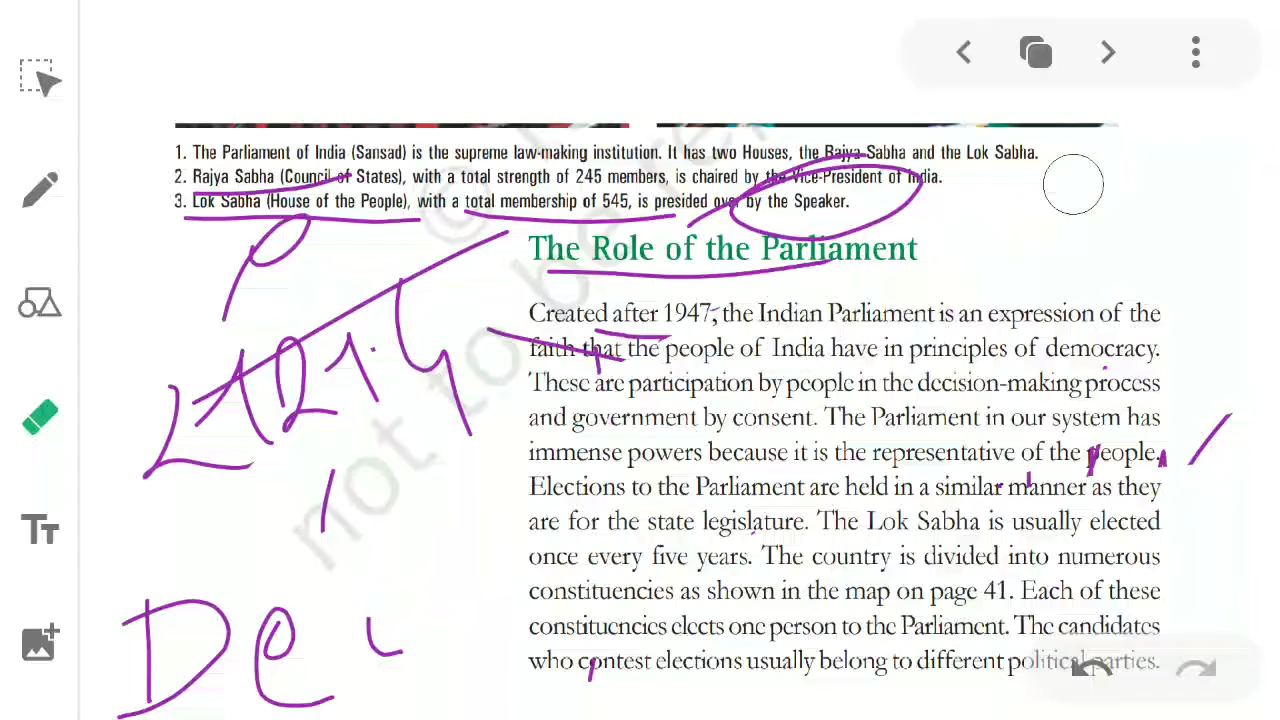 1. The Parliament of India (Sansad) is the supreme law-making institution. It has two Houses, the Rajya Sabha and the Lok Sabha.
2. Rajya Sabha (Council of States), with a total strength of 245 members, is chaired by the Vice-President of India.
3. Lok Sabha (House of the People), with a total membership of 545, is presided over by the Speaker.
The Role of the Parliament
Created after 1947, the Indian Parliament is an expression of the
faith that the people of India have in principles of democracy.
These are participation by people in the decision-making process
and government by consent. The Parliament in our system has
immense powers because it is the representative of the people.
Elections to the Parliament are held in a similar manner as they
are for the state legislature. The Lok Sabha is usually elected
once every five years. The country is divided into numerous
constituencies as shown in the map on page 41. Each of these
constituencies elects one person to the Parliament. The candidates
who contest elections usually belong to different political parties.
not to be rep
©
De
Tт